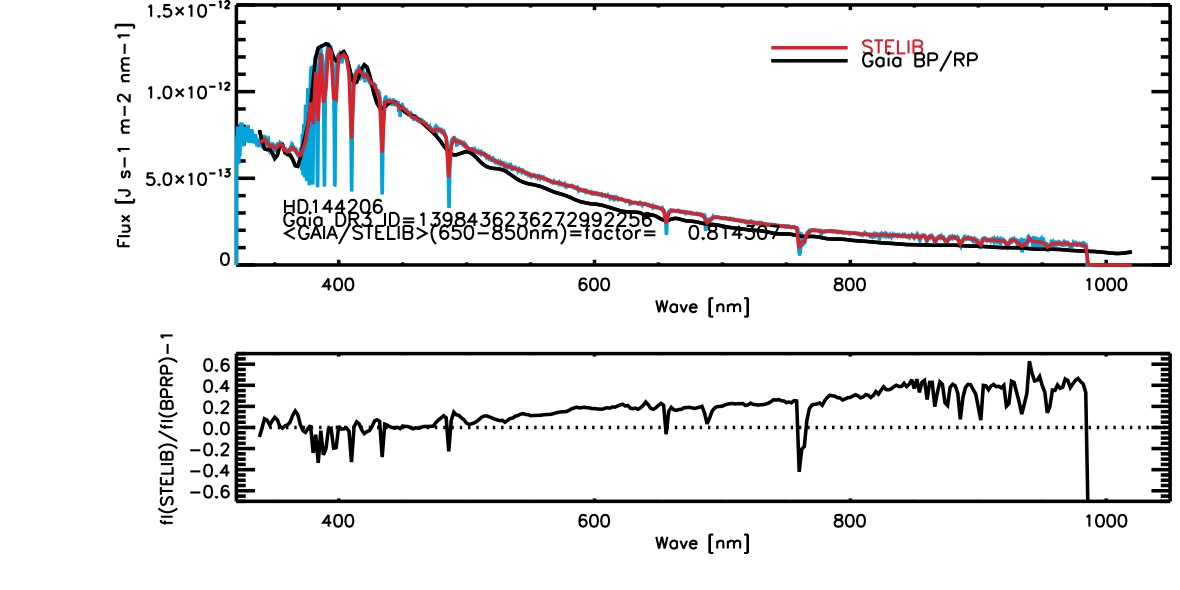 1.5×10−12
1.0×10−12
5.0×10−13
0
Flux [J s−1 m−2 nm−1]
STELIB
Gaia BP/RP
HD144206
Gaia DR3 ID=1398436236272992256
<GAIA/STELIB>(650−850nm)=factor= 0.814307
400 600 800 1000
Wave [nm]
fl(STELIB)/fl(BPRP)−1
0.6
0.4
0.2
0.0
−0.2
−0.4
−0.6
400 600 800 1000
Wave [nm]